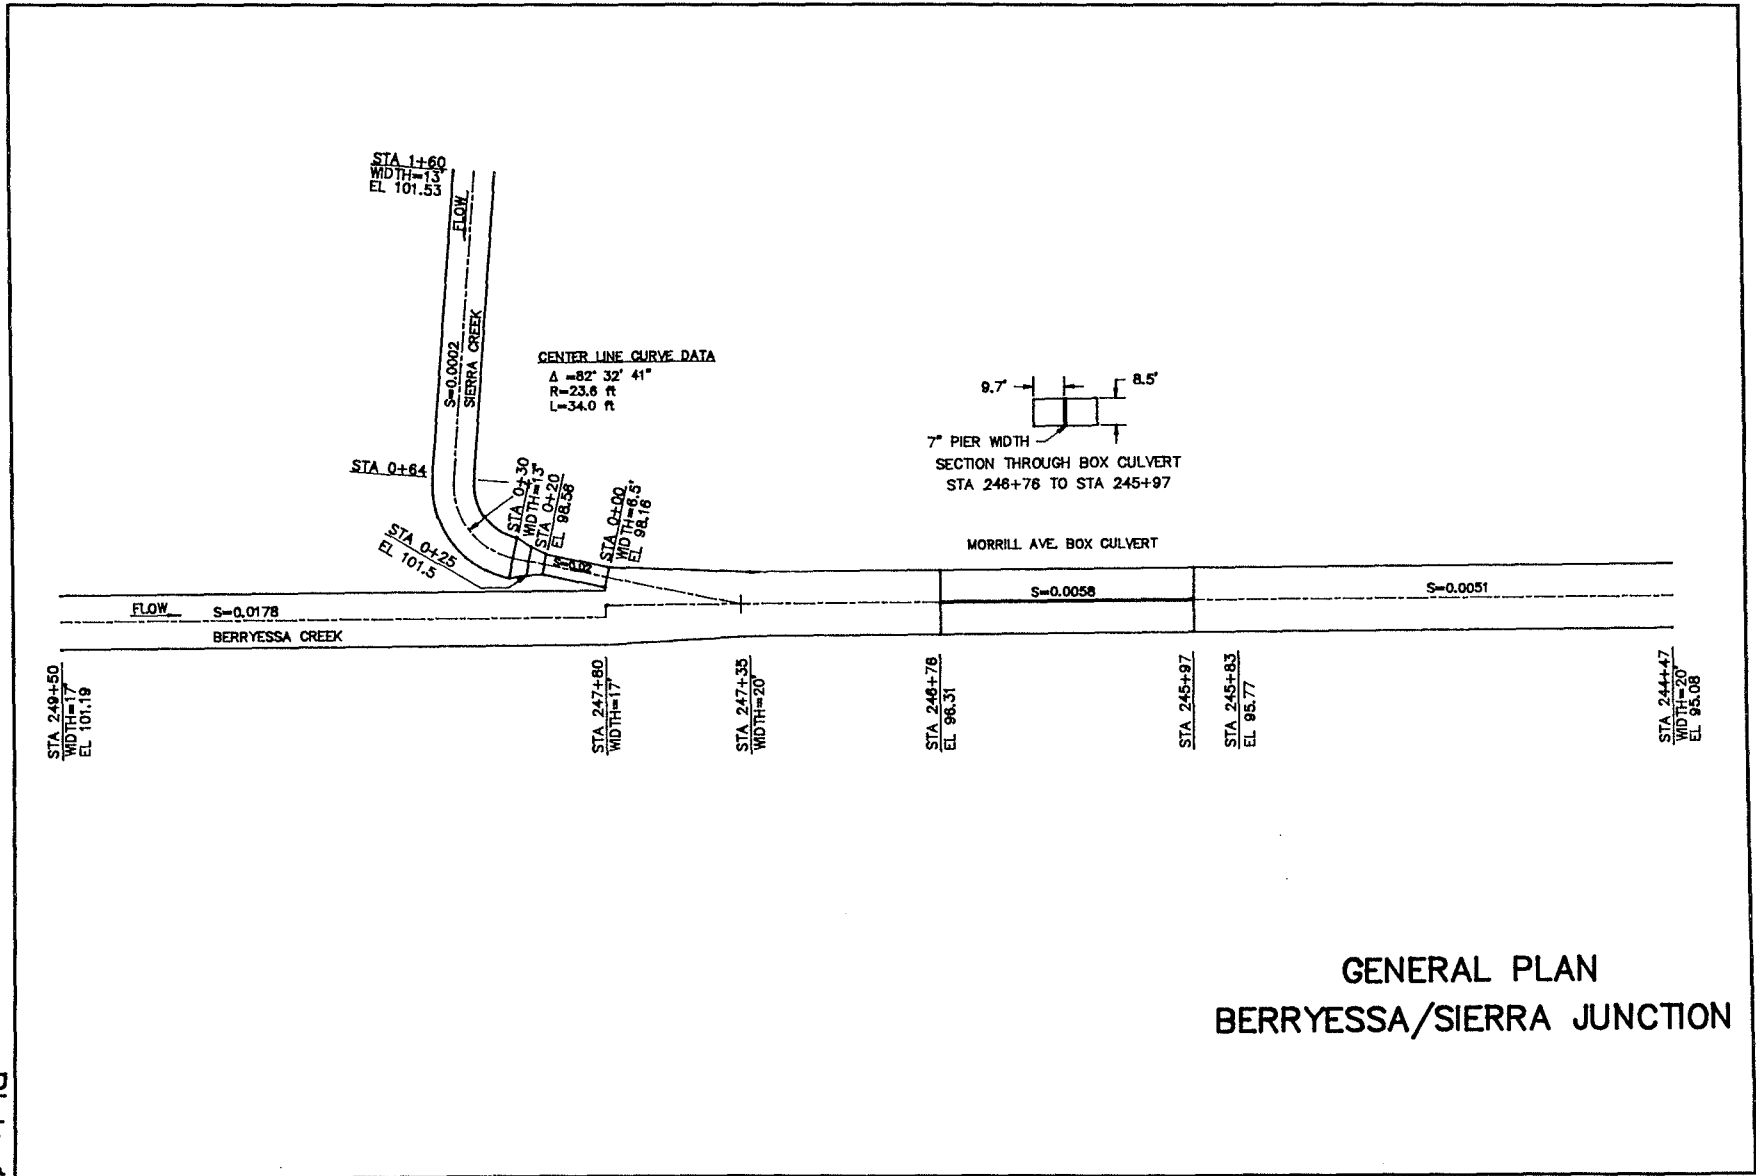 STA 1+60
WIDTH=13'
EL 101.53
FLOW
S=0.0002
SIERRA CREEK
CENTER LINE CURVE DATA
Δ =82° 32' 41"
R=23.6 ft
L=34.0 ft
9.7'
8.5'
7" PIER WIDTH
SECTION THROUGH BOX CULVERT
STA 246+76 TO STA 245+97
STA 0+64
STA 0+30
WIDTH=13'
STA 0+20
EL 98.56
STA 0+00
WIDTH=6.5'
EL 98.16
STA 0+25
EL 101.5
S=0.02
MORRILL AVE. BOX CULVERT
FLOW
S=0.0178
BERRYESSA CREEK
S=0.0058
S=0.0051
STA 249+50
WIDTH=17'
EL 101.19
STA 247+80
WIDTH=17'
STA 247+35
WIDTH=20'
STA 246+76
EL 96.31
STA 245+97
STA 245+83
EL 95.77
STA 244+47
WIDTH=20'
EL 95.08
GENERAL PLAN
BERRYESSA/SIERRA JUNCTION